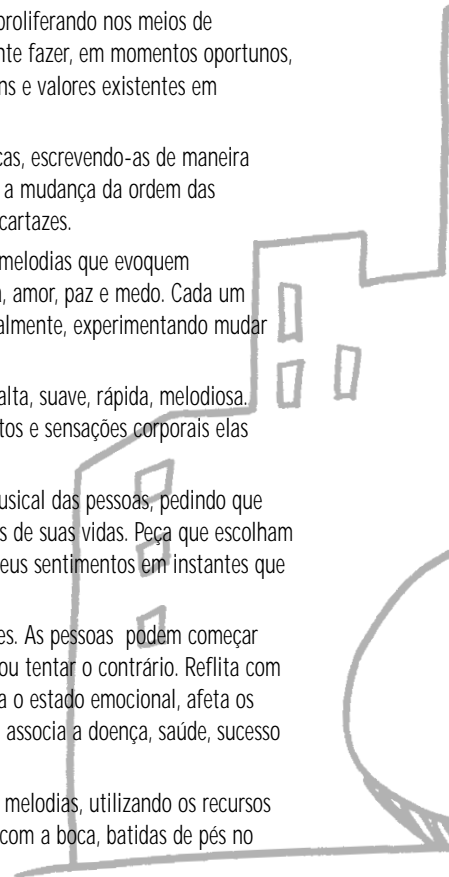 proliferando nos meios de
nte fazer, em momentos oportunos,
ns e valores existentes em
cas, escrevendo-as de maneira
a mudança da ordem das
cartazes.
melodias que evoquem
, amor, paz e medo. Cada um
almente, experimentando mudar
alta, suave, rápida, melodiosa.
tos e sensações corporais elas
usical das pessoas, pedindo que
s de suas vidas. Peça que escolham
eus sentimentos em instantes que
es. As pessoas podem começar
ou tentar o contrário. Reflita com
a o estado emocional, afeta os
associa a doença, saúde, sucesso
melodias, utilizando os recursos
com a boca, batidas de pés no